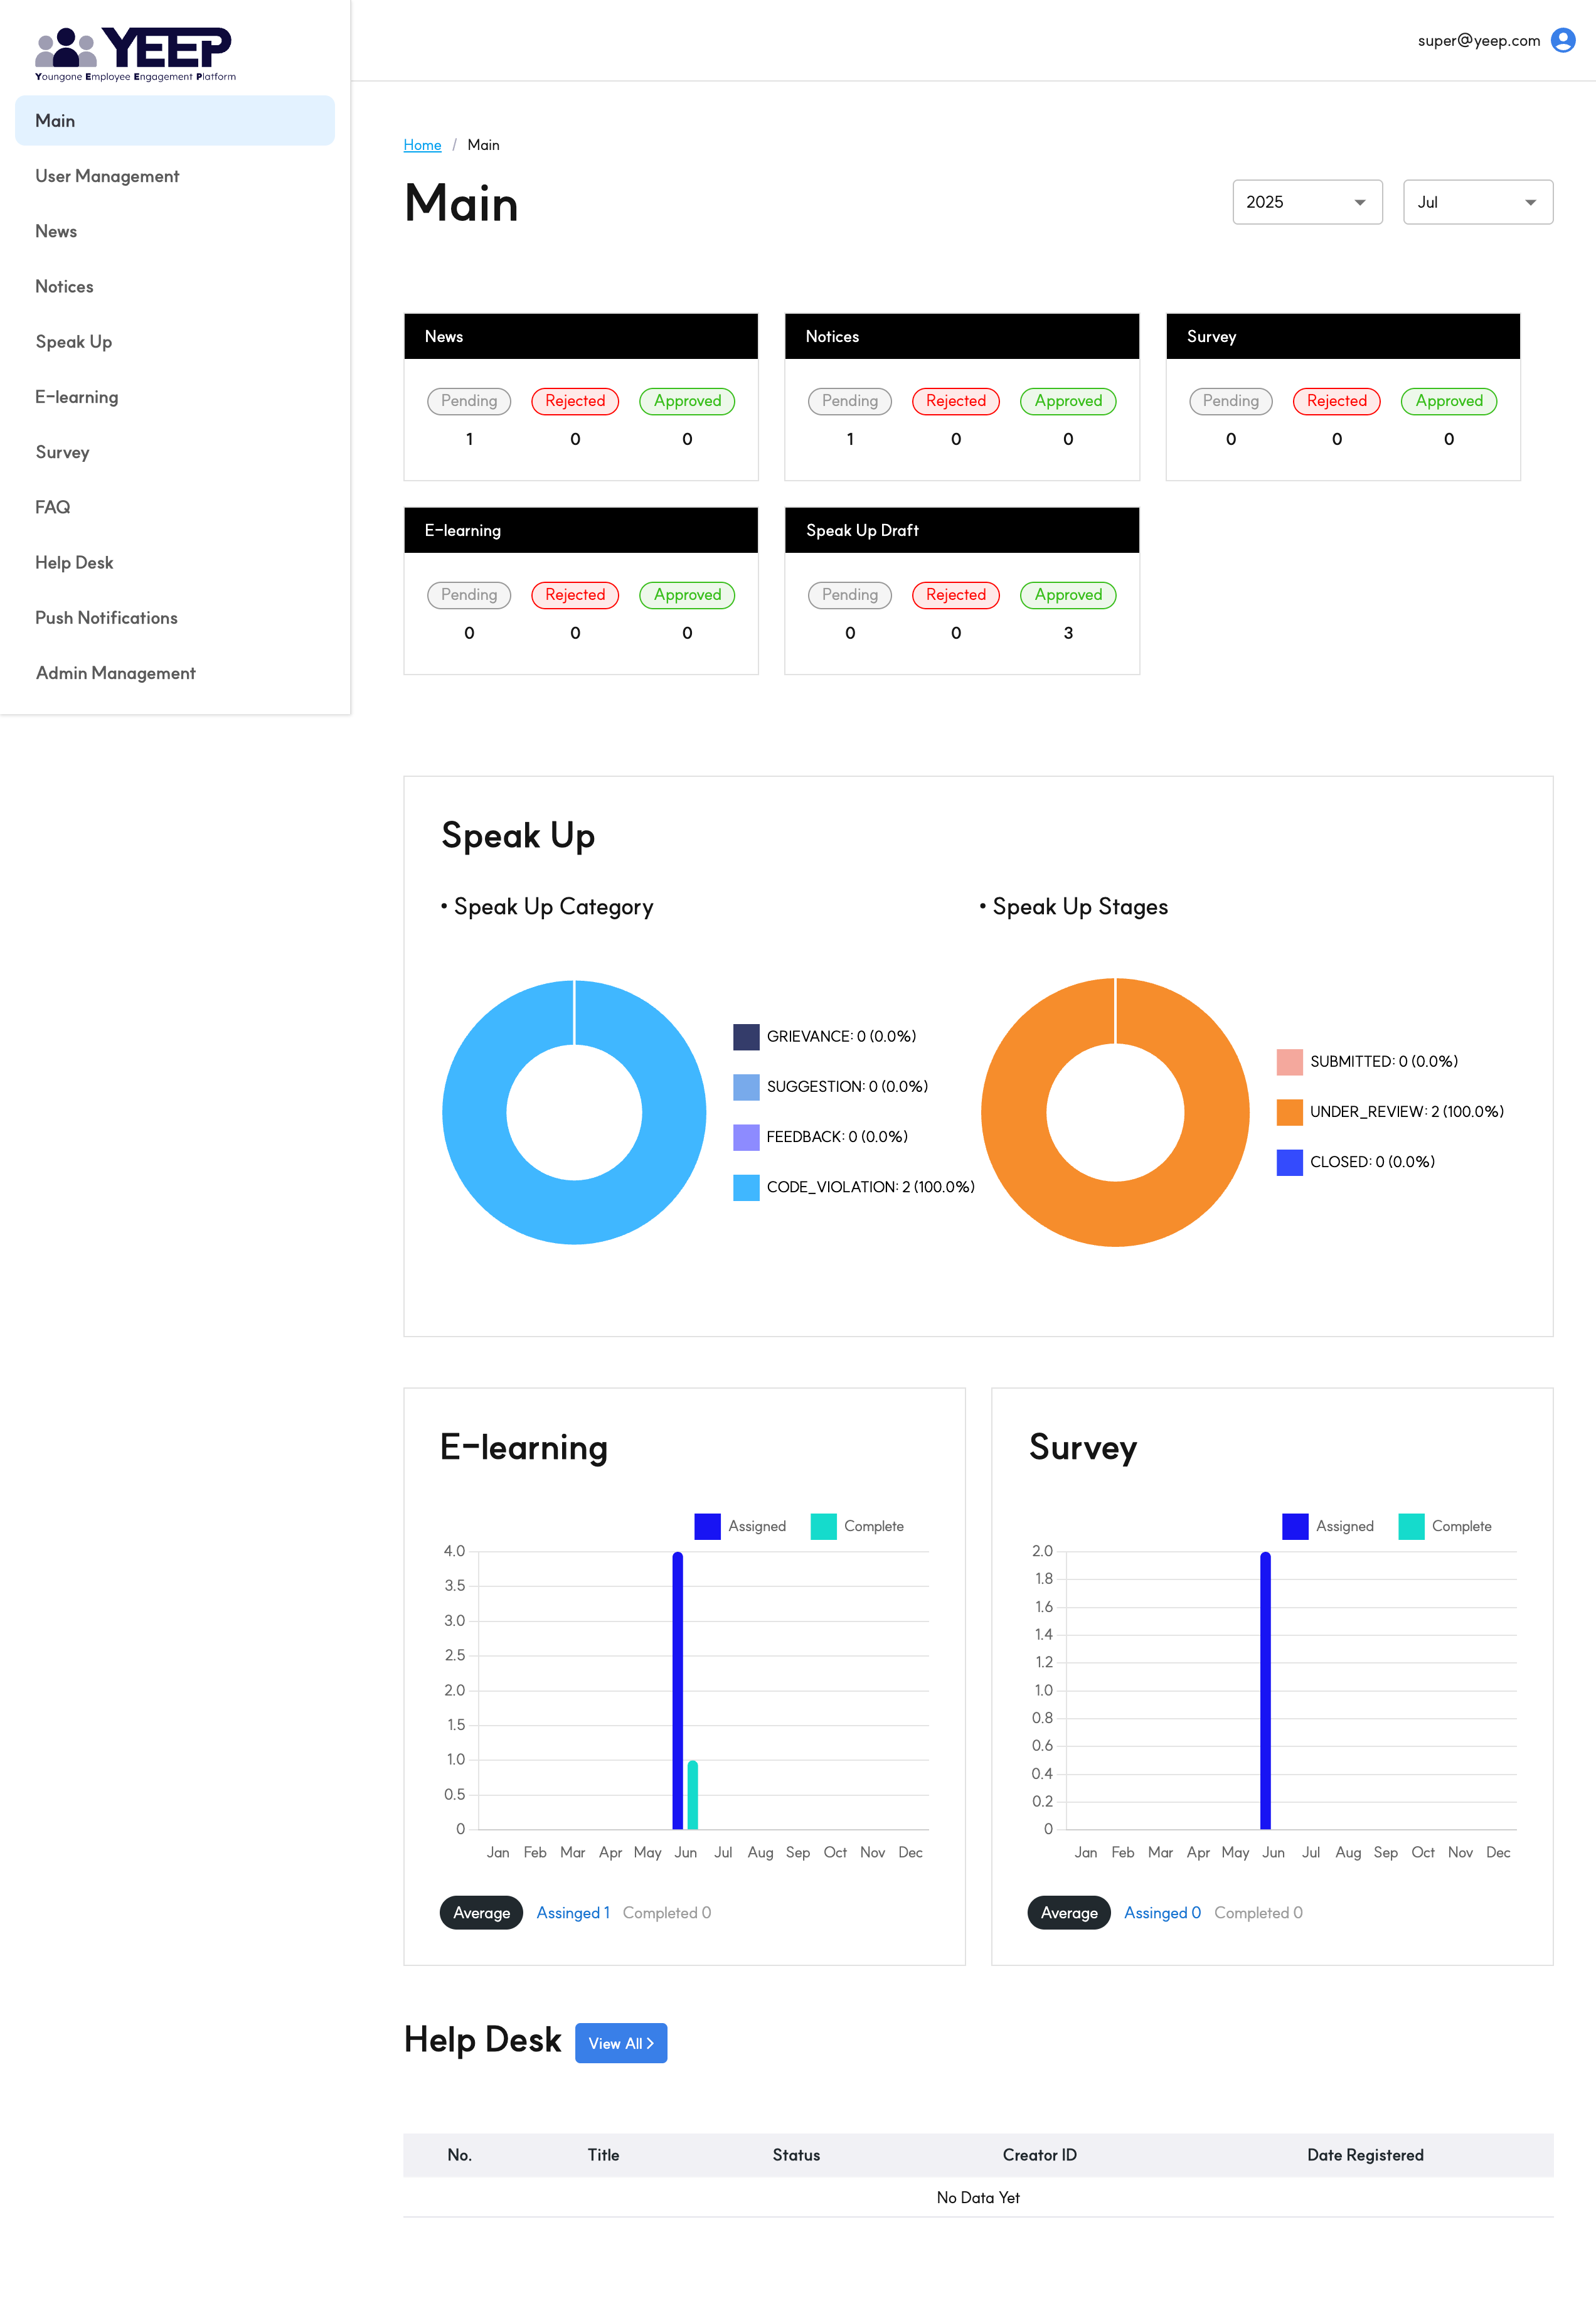 YEEP
Youngone Employee Engagement Platform
super@yeep.com
Main
User Management
News
Notices
Speak Up
E-learning
Survey
FAQ
Help Desk
Push Notifications
Admin Management
Home / Main
Main
2025
Jul
News
Pending Rejected Approved
1 0 0
Notices
Pending Rejected Approved
1 0 0
Survey
Pending Rejected Approved
0 0 0
E-learning
Pending Rejected Approved
0 0 0
Speak Up Draft
Pending Rejected Approved
0 0 3
Speak Up
• Speak Up Category
GRIEVANCE: 0 (0.0%)
SUGGESTION: 0 (0.0%)
FEEDBACK: 0 (0.0%)
CODE_VIOLATION: 2 (100.0%)
• Speak Up Stages
SUBMITTED: 0 (0.0%)
UNDER_REVIEW: 2 (100.0%)
CLOSED: 0 (0.0%)
E-learning
Assigned Complete
4.0
3.5
3.0
2.5
2.0
1.5
1.0
0.5
0
Jan Feb Mar Apr May Jun Jul Aug Sep Oct Nov Dec
Average Assinged 1 Completed 0
Survey
Assigned Complete
2.0
1.8
1.6
1.4
1.2
1.0
0.8
0.6
0.4
0.2
0
Jan Feb Mar Apr May Jun Jul Aug Sep Oct Nov Dec
Average Assinged 0 Completed 0
Help Desk
View All >
No. Title Status Creator ID Date Registered
No Data Yet